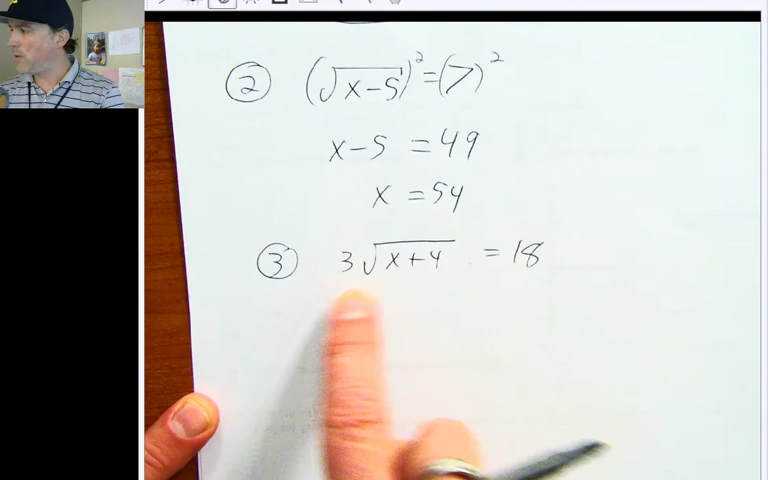 ② (√x-5)² = (7)²
x-5 = 49
x = 54
③ 3√x+4 = 18